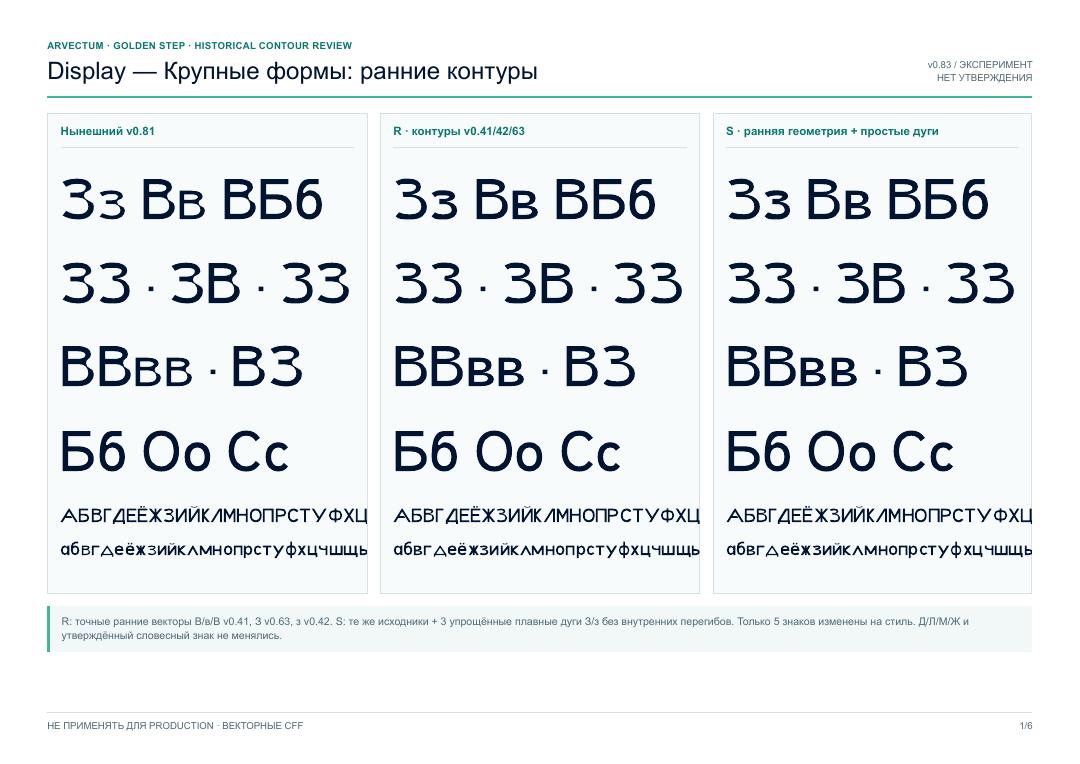 ARVECTUM · GOLDEN STEP · HISTORICAL CONTOUR REVIEW
Display — Крупные формы: ранние контуры
v0.83 / ЭКСПЕРИМЕНТ
НЕТ УТВЕРЖДЕНИЯ
Нынешний v0.81
Зз Вв ВБб
ЗЗ · ЗВ · ЗЗ
ВВвв · ВЗ
Бб Оо Сс
АБВГДЕЁЖЗИЙКЛМНОПРСТУФХЦ
абвгдеёжзийклмнопрстуфхцчшщь
R · контуры v0.41/42/63
Зз Вв ВБб
ЗЗ · ЗВ · ЗЗ
ВВвв · ВЗ
Бб Оо Сс
АБВГДЕЁЖЗИЙКЛМНОПРСТУФХЦ
абвгдеёжзийклмнопрстуфхцчшщь
S · ранняя геометрия + простые дуги
Зз Вв ВБб
ЗЗ · ЗВ · ЗЗ
ВВвв · ВЗ
Бб Оо Сс
АБВГДЕЁЖЗИЙКЛМНОПРСТУФХЦ
абвгдеёжзийклмнопрстуфхцчшщь
R: точные ранние векторы В/в/B v0.41, З v0.63, з v0.42. S: те же исходники + 3 упрощённые плавные дуги З/з без внутренних перегибов. Только 5 знаков изменены на стиль. Д/Л/М/Ж и
утверждённый словесный знак не менялись.
НЕ ПРИМЕНЯТЬ ДЛЯ PRODUCTION · ВЕКТОРНЫЕ CFF
1/6